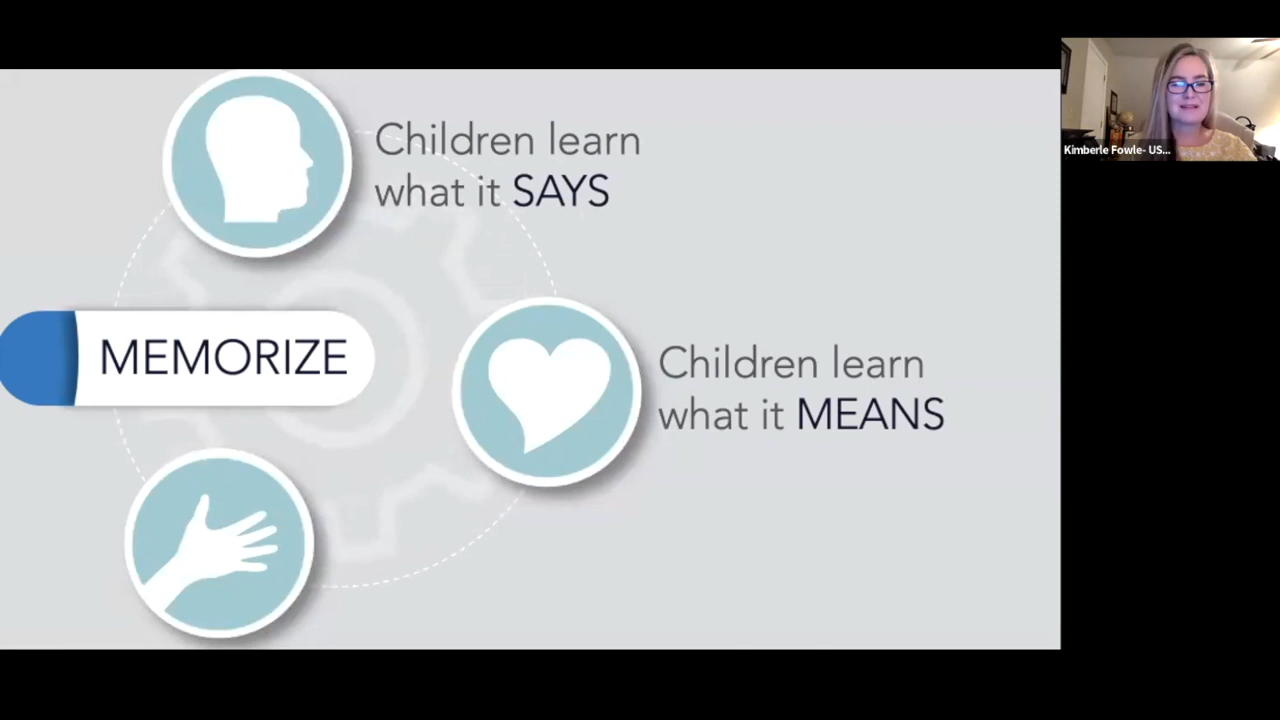 Children learn
what it SAYS
MEMORIZE
Children learn
what it MEANS
Kimberle Fowle- US...